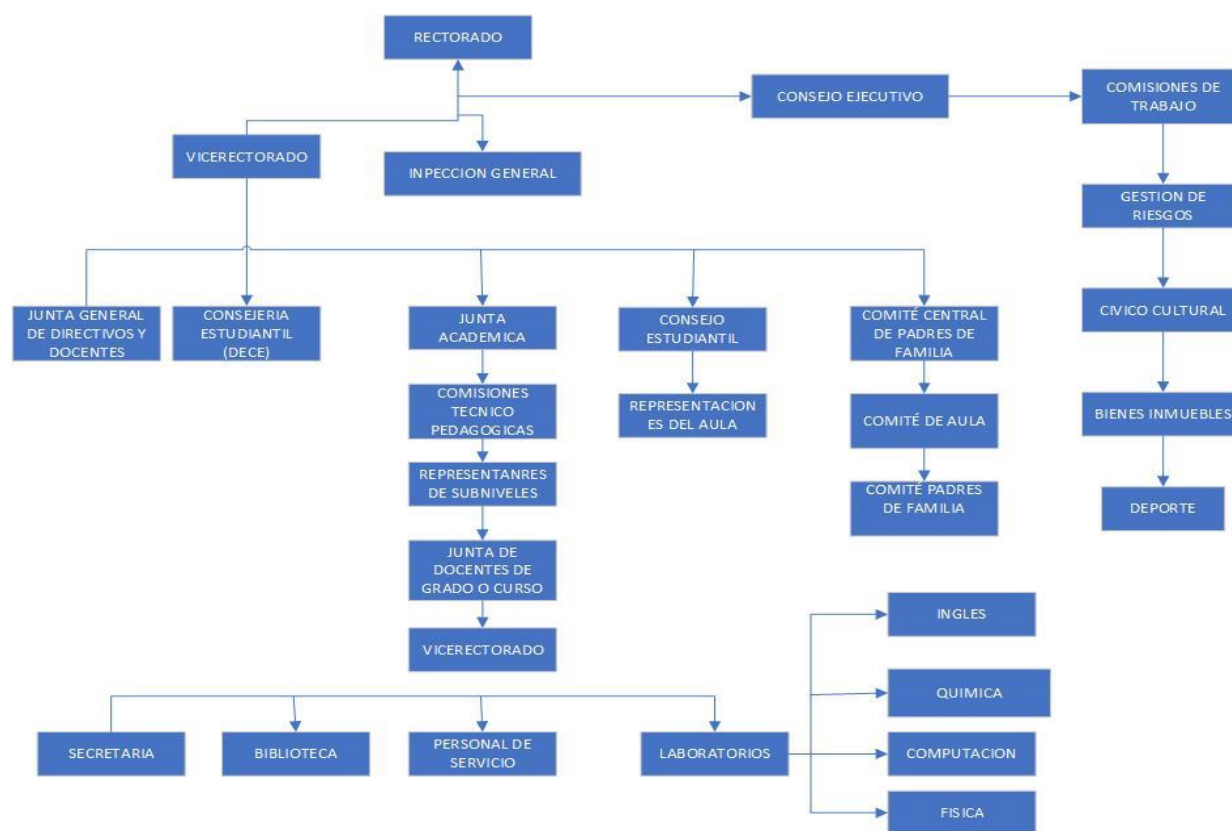 RECTORADO
CONSEJO EJECUTIVO
COMISIONES DE
TRABAJO
VICERECTORADO
INPECCION GENERAL
GESTION DE
RIESGOS
JUNTA GENERAL
DE DIRECTIVOS Y
DOCENTES
CONSEJERIA
ESTUDIANTIL
(DECE)
JUNTA
ACADEMICA
CONSEJO
ESTUDIANTIL
COMITÉ CENTRAL
DE PADRES DE
FAMILIA
CIVICO CULTURAL
COMISIONES
TECNICO
PEDAGOGICAS
REPRESENTACION
ES DEL AULA
COMITÉ DE AULA
BIENES INMUEBLES
REPRESENTANRES
DE SUBNIVELES
COMITÉ PADRES
DE FAMILIA
DEPORTE
JUNTA DE
DOCENTES DE
GRADO O CURSO
VICERECTORADO
INGLES
QUIMICA
SECRETARIA
BIBLIOTECA
PERSONAL DE
SERVICIO
LABORATORIOS
COMPUTACION
FISICA